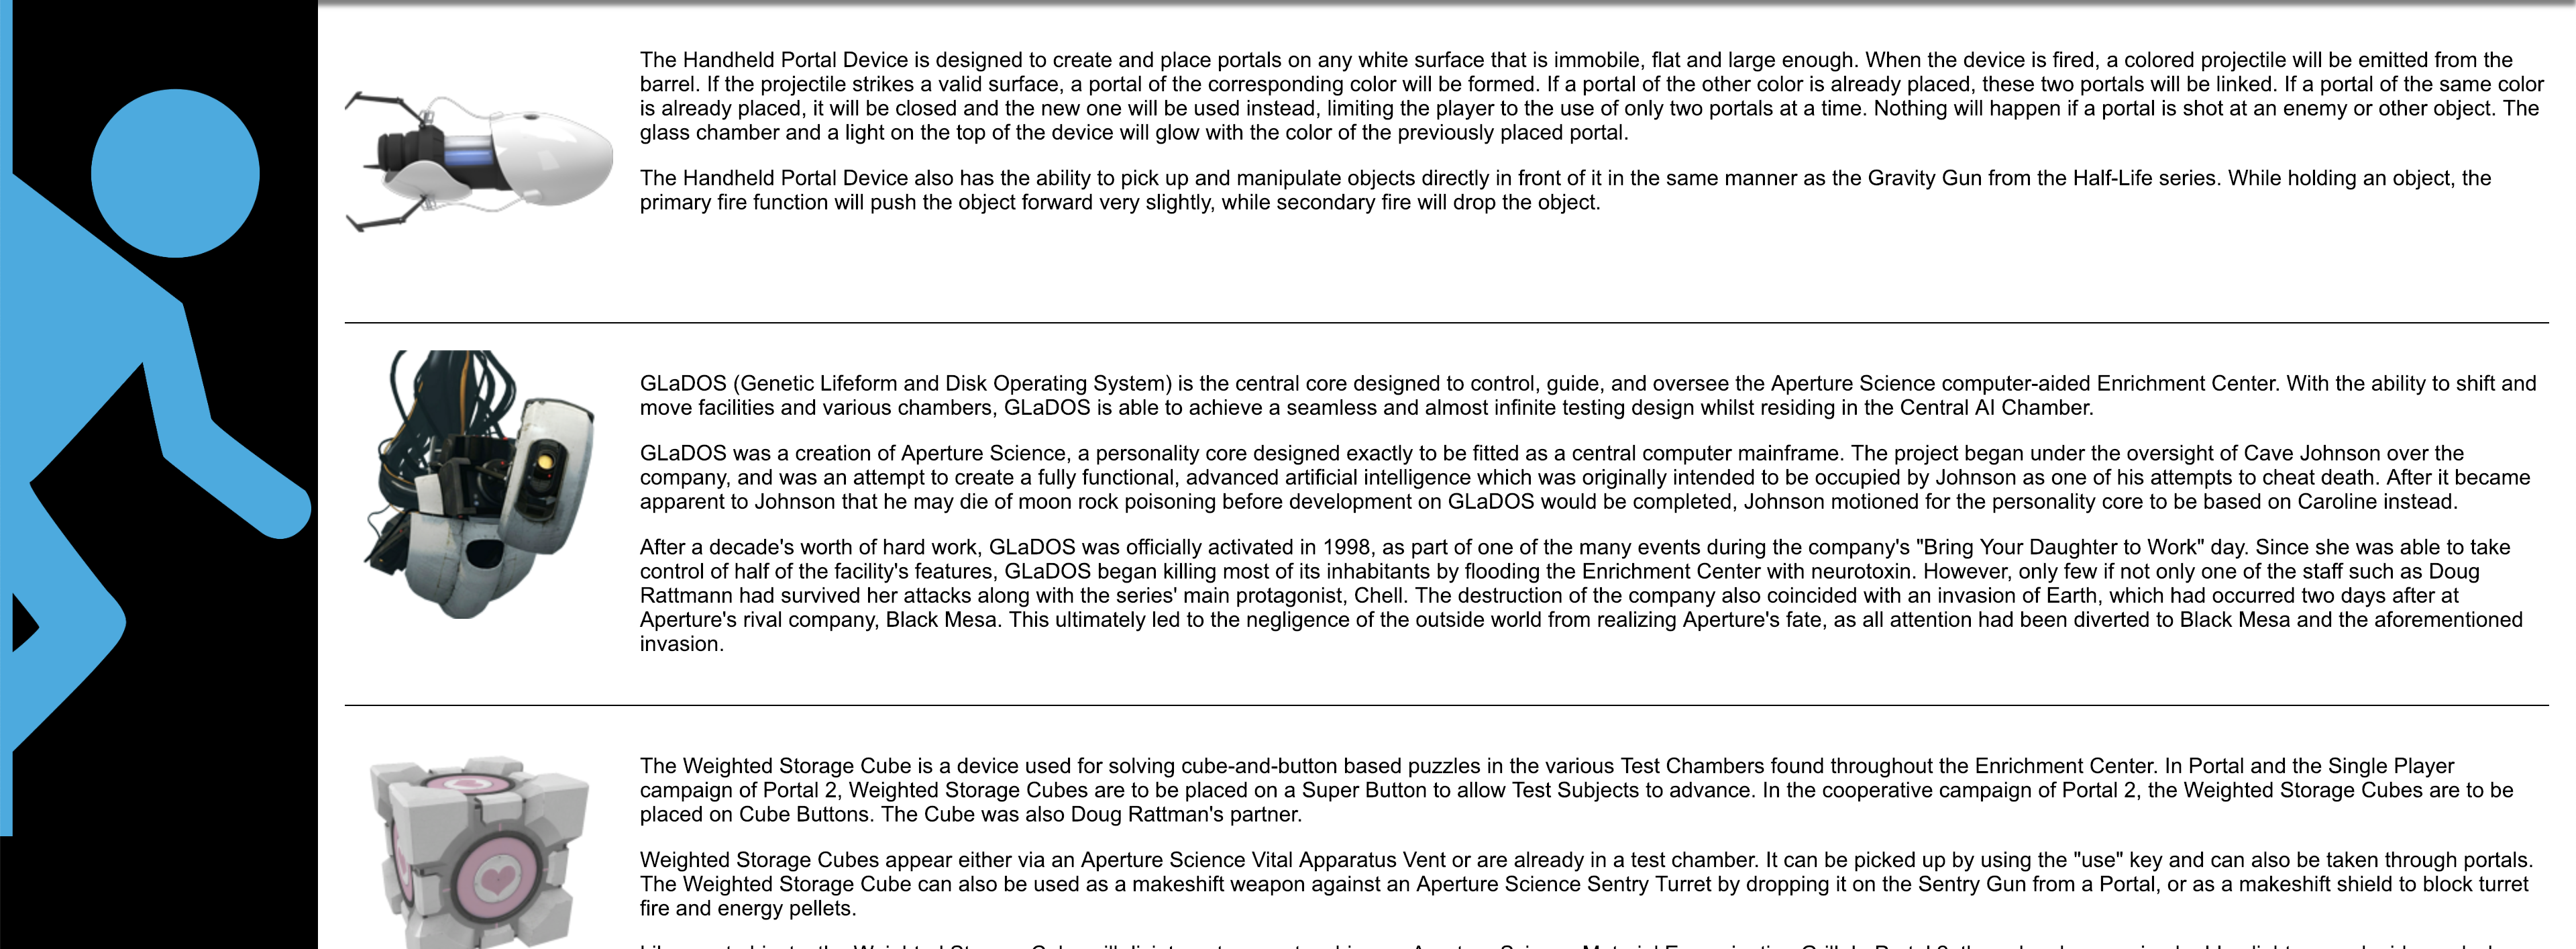 The Handheld Portal Device is designed to create and place portals on any white surface that is immobile, flat and large enough. When the device is fired, a colored projectile will be emitted from the
barrel. If the projectile strikes a valid surface, a portal of the corresponding color will be formed. If a portal of the other color is already placed, these two portals will be linked. If a portal of the same color
is already placed, it will be closed and the new one will be used instead, limiting the player to the use of only two portals at a time. Nothing will happen if a portal is shot at an enemy or other object. The
glass chamber and a light on the top of the device will glow with the color of the previously placed portal.
The Handheld Portal Device also has the ability to pick up and manipulate objects directly in front of it in the same manner as the Gravity Gun from the Half-Life series. While holding an object, the
primary fire function will push the object forward very slightly, while secondary fire will drop the object.
GLaDOS (Genetic Lifeform and Disk Operating System) is the central core designed to control, guide, and oversee the Aperture Science computer-aided Enrichment Center. With the ability to shift and
move facilities and various chambers, GLaDOS is able to achieve a seamless and almost infinite testing design whilst residing in the Central AI Chamber.
GLaDOS was a creation of Aperture Science, a personality core designed exactly to be fitted as a central computer mainframe. The project began under the oversight of Cave Johnson over the
company, and was an attempt to create a fully functional, advanced artificial intelligence which was originally intended to be occupied by Johnson as one of his attempts to cheat death. After it became
apparent to Johnson that he may die of moon rock poisoning before development on GLaDOS would be completed, Johnson motioned for the personality core to be based on Caroline instead.
After a decade's worth of hard work, GLaDOS was officially activated in 1998, as part of one of the many events during the company's "Bring Your Daughter to Work" day. Since she was able to take
control of half of the facility's features, GLaDOS began killing most of its inhabitants by flooding the Enrichment Center with neurotoxin. However, only few if not only one of the staff such as Doug
Rattmann had survived her attacks along with the series' main protagonist, Chell. The destruction of the company also coincided with an invasion of Earth, which had occurred two days after at
Aperture's rival company, Black Mesa. This ultimately led to the negligence of the outside world from realizing Aperture's fate, as all attention had been diverted to Black Mesa and the aforementioned
invasion.
The Weighted Storage Cube is a device used for solving cube-and-button based puzzles in the various Test Chambers found throughout the Enrichment Center. In Portal and the Single Player
campaign of Portal 2, Weighted Storage Cubes are to be placed on a Super Button to allow Test Subjects to advance. In the cooperative campaign of Portal 2, the Weighted Storage Cubes are to be
placed on Cube Buttons. The Cube was also Doug Rattman's partner.
Weighted Storage Cubes appear either via an Aperture Science Vital Apparatus Vent or are already in a test chamber. It can be picked up by using the "use" key and can also be taken through portals.
The Weighted Storage Cube can also be used as a makeshift weapon against an Aperture Science Sentry Turret by dropping it on the Sentry Gun from a Portal, or as a makeshift shield to block turret
fire and energy pellets.